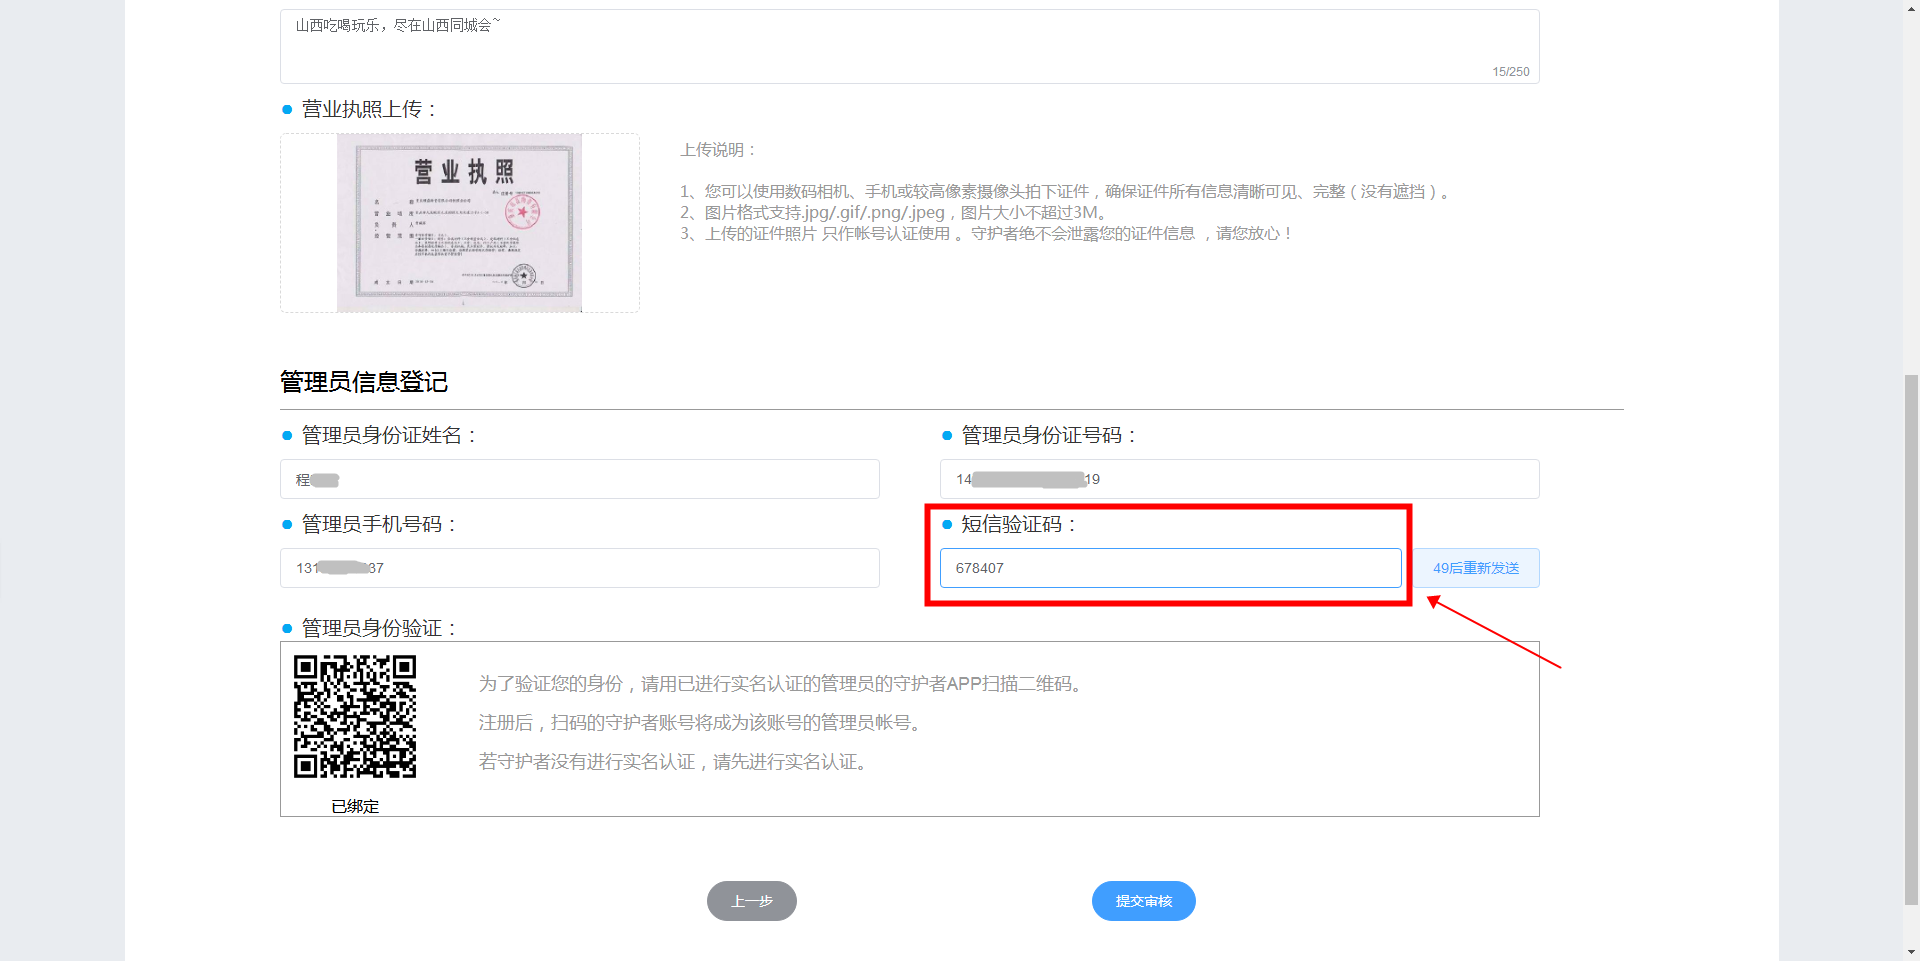 山西吃喝玩乐，尽在山西同城会~
15/250
营业执照上传：
营业执照
上传说明：
1、您可以使用数码相机、手机或较高像素摄像头拍下证件，确保证件所有信息清晰可见、完整（没有遮挡）。
2、图片格式支持.jpg/.gif/.png/.jpeg，图片大小不超过3M。
3、上传的证件照片 只作帐号认证使用 。守护者绝不会泄露您的证件信息 ，请您放心！
管理员信息登记
管理员身份证姓名：
管理员身份证号码：
程
14 19
管理员手机号码：
短信验证码：
131 37
678407
49后重新发送
管理员身份验证：
为了验证您的身份，请用已进行实名认证的管理员的守护者APP扫描二维码。
注册后，扫码的守护者账号将成为该账号的管理员帐号。
若守护者没有进行实名认证，请先进行实名认证。
已绑定
上一步
提交审核